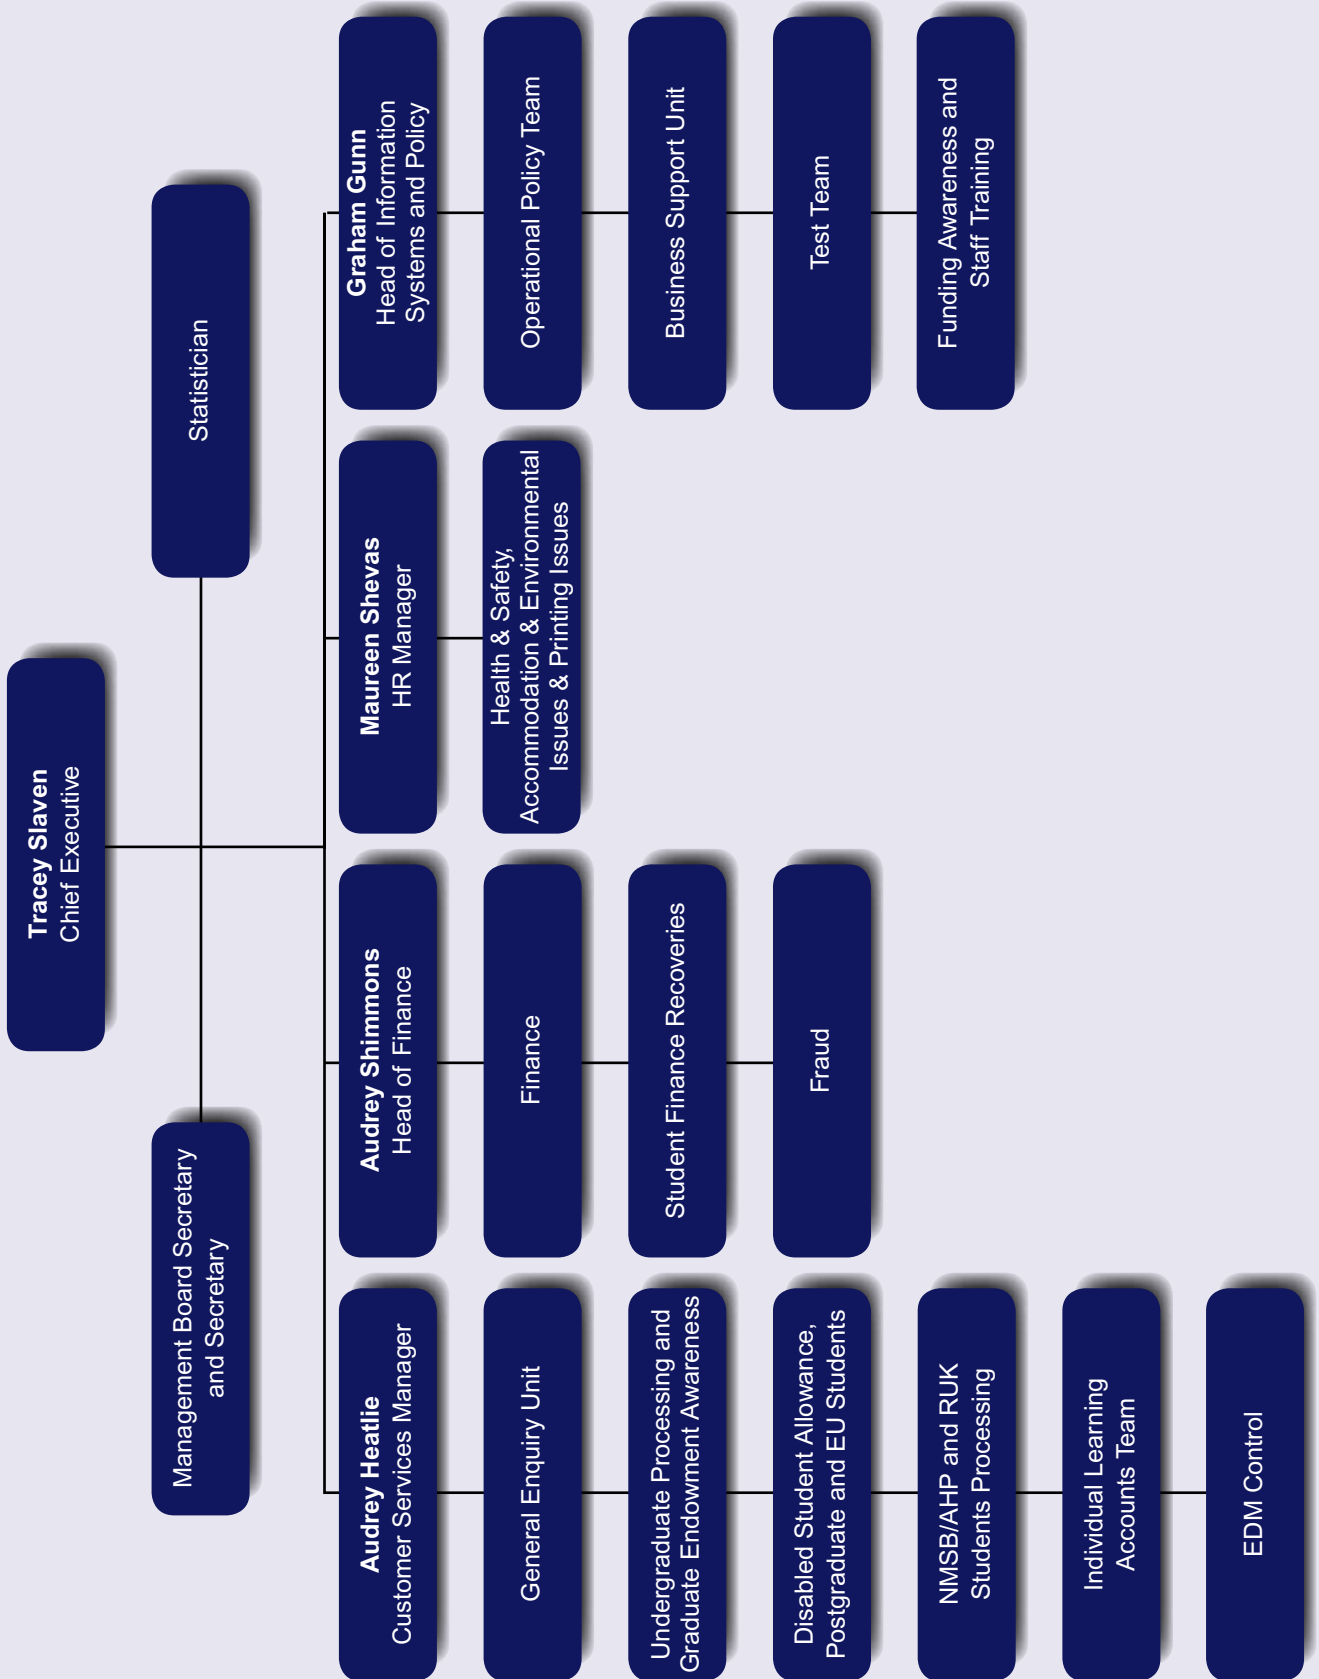 Tracey Slaven
Chief Executive
Management Board Secretary
and Secretary
Statistician
Audrey Heatlie
Customer Services Manager
General Enquiry Unit
Undergraduate Processing and
Graduate Endowment Awareness
Disabled Student Allowance,
Postgraduate and EU Students
NMSB/AHP and RUK
Students Processing
Individual Learning
Accounts Team
EDM Control
Audrey Shimmons
Head of Finance
Finance
Student Finance Recoveries
Fraud
Maureen Shevas
HR Manager
Health & Safety,
Accommodation & Environmental
Issues & Printing Issues
Graham Gunn
Head of Information
Systems and Policy
Operational Policy Team
Business Support Unit
Test Team
Funding Awareness and
Staff Training